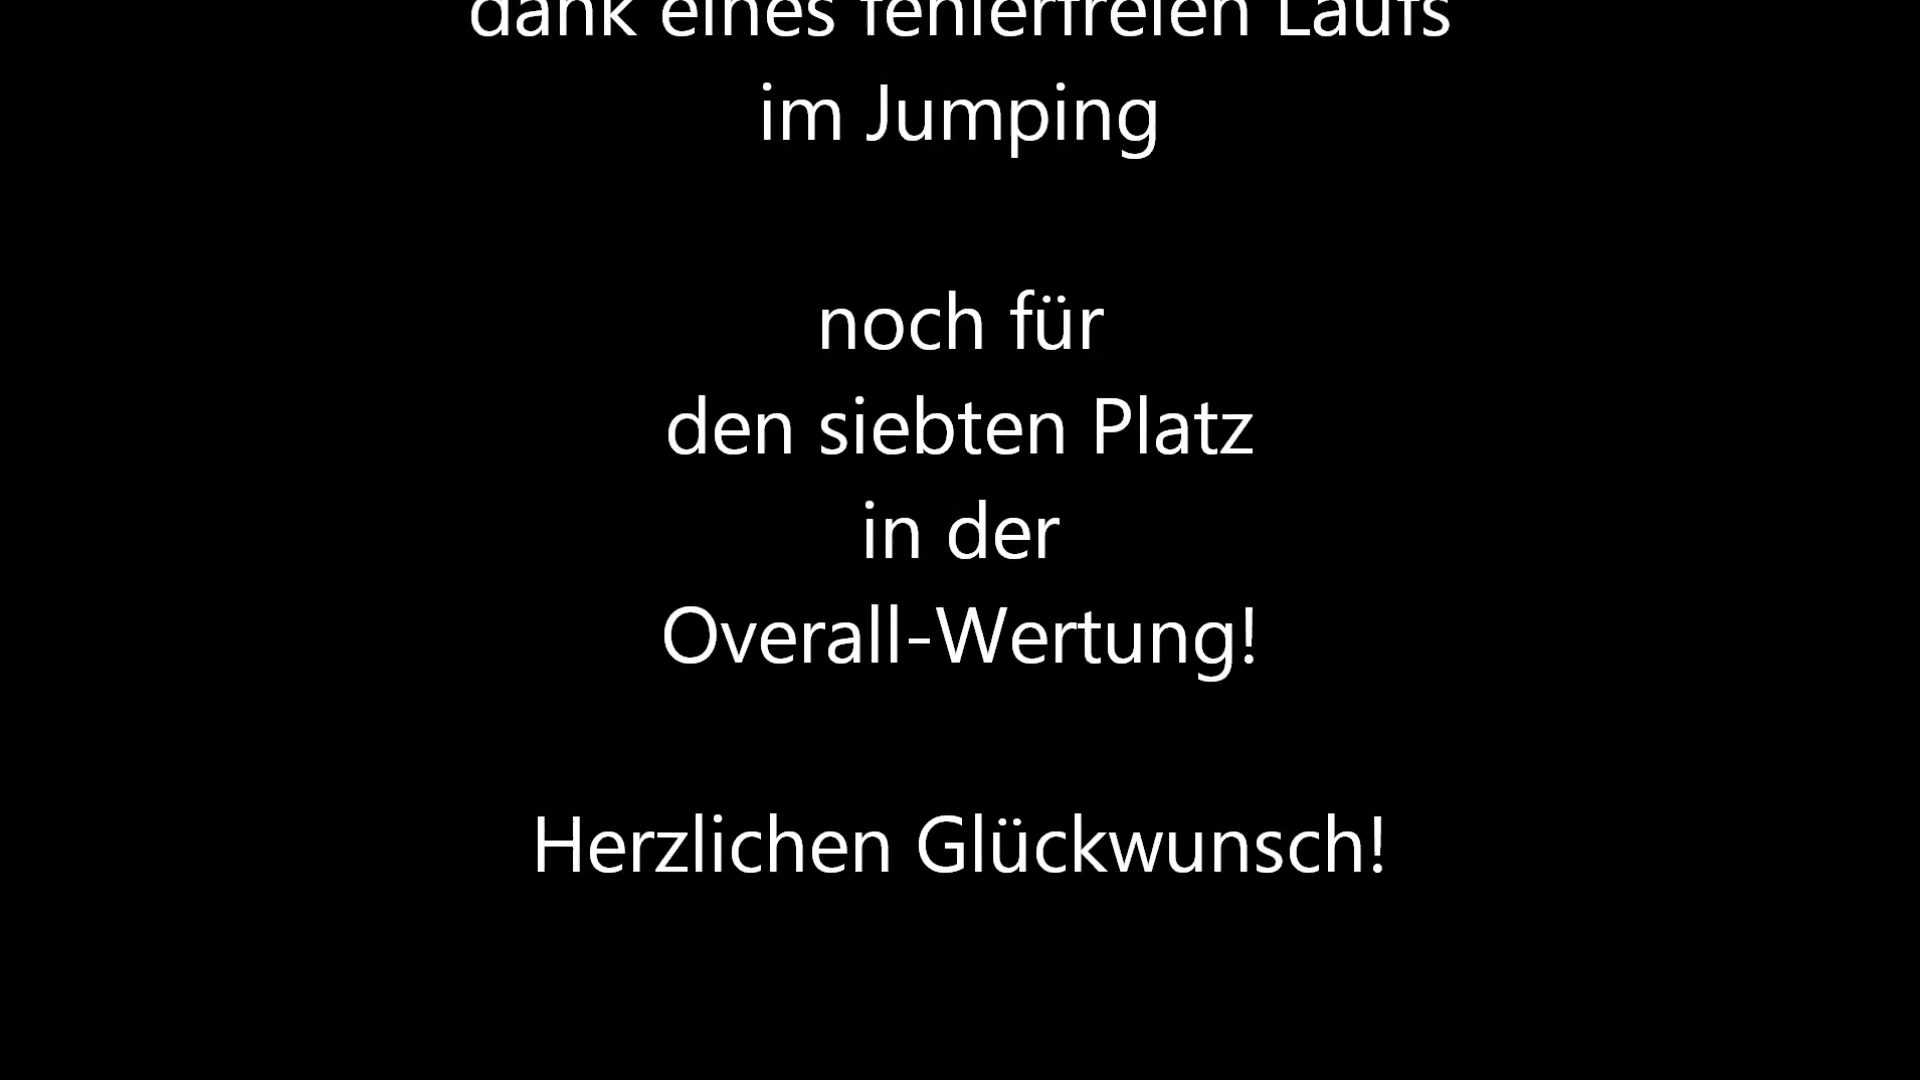 dank eines fehlerfreien Laufs
im Jumping
noch für
den siebten Platz
in der
Overall-Wertung!
Herzlichen Glückwunsch!